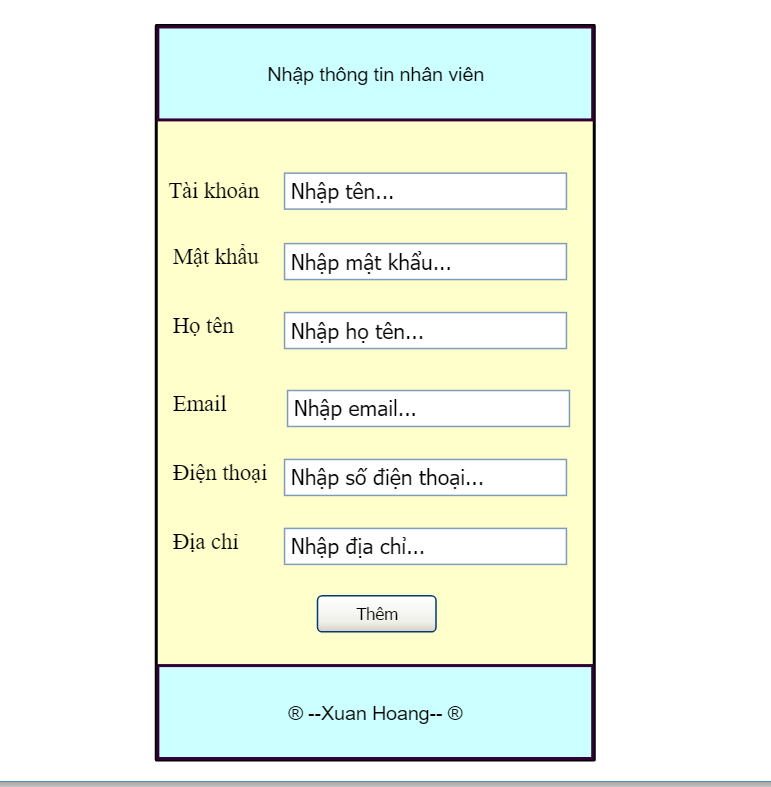 Nhập thông tin nhân viên
Tài khoản Nhập tên...
Mật khẩu Nhập mật khẩu...
Họ tên Nhập họ tên...
Email Nhập email...
Điện thoại Nhập số điện thoại...
Địa chỉ Nhập địa chỉ...
Thêm
® --Xuan Hoang-- ®